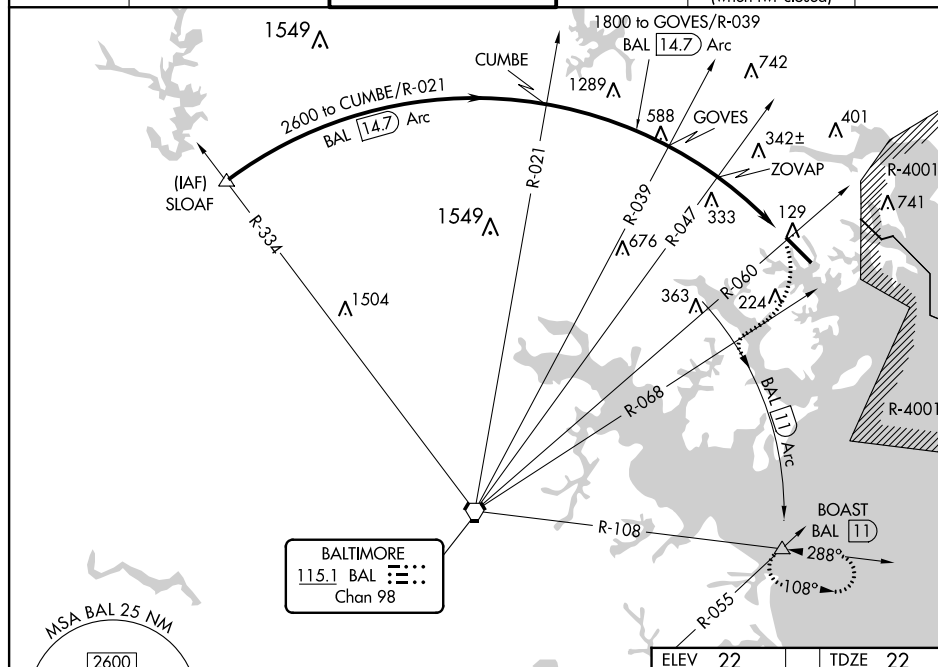 1549
1800 to GOVES/R-039
BAL 14.7 Arc
CUMBE
742
1289
2600 to CUMBE/R-021
BAL 14.7 Arc
588
GOVES
401
342±
ZOVAP
R-4001
(IAF)
SLOAF
R-021
R-039
R-047
333
741
129
R-334
1549
676
R-060
1504
363
224
R-068
BAL 11 Arc
R-4001
BOAST
BAL 11
R-108
288°
108°
BALTIMORE
115.1 BAL
Chan 98
R-055
MSA BAL 25 NM
2600
ELEV 22
TDZE 22